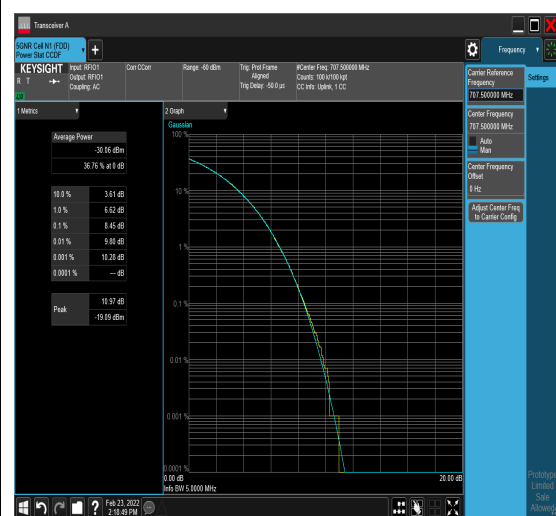 Transceiver A
5GNR Cell N1 (FDD)
Power Stat CCDF
Frequency
KEYSIGHT
R T
Input: RFIO1
Output: RFIO1
Coupling: AC
Corr CCorr
Range: -60 dBm
Trig: Prot Frame
Aligned
Trig Delay: -50.0 µs
#Center Freq: 707.500000 MHz
Counts: 100 k/100 kpt
CC Info: Uplink, 1 CC
Carrier Reference
Frequency
707.500000 MHz
Settings
1 Metrics
2 Graph
Gaussian
Average Power
-30.06 dBm
36.76 % at 0 dB
10.0 % 3.61 dB
1.0 % 6.62 dB
0.1 % 8.45 dB
0.01 % 9.80 dB
0.001 % 10.28 dB
0.0001 % --- dB
Peak
10.97 dB
-19.09 dBm
100 %
10 %
1 %
0.1 %
0.01 %
0.001 %
0.0001 %
0.00 dB
20.00 dB
Info BW 5.0000 MHz
Center Frequency
707.500000 MHz
Auto
Man
Center Frequency
Offset
0 Hz
Adjust Center Freq
to Carrier Config
Prototype
Limited
Sale
Allowed
?
Feb 23, 2022
2:18:49 PM